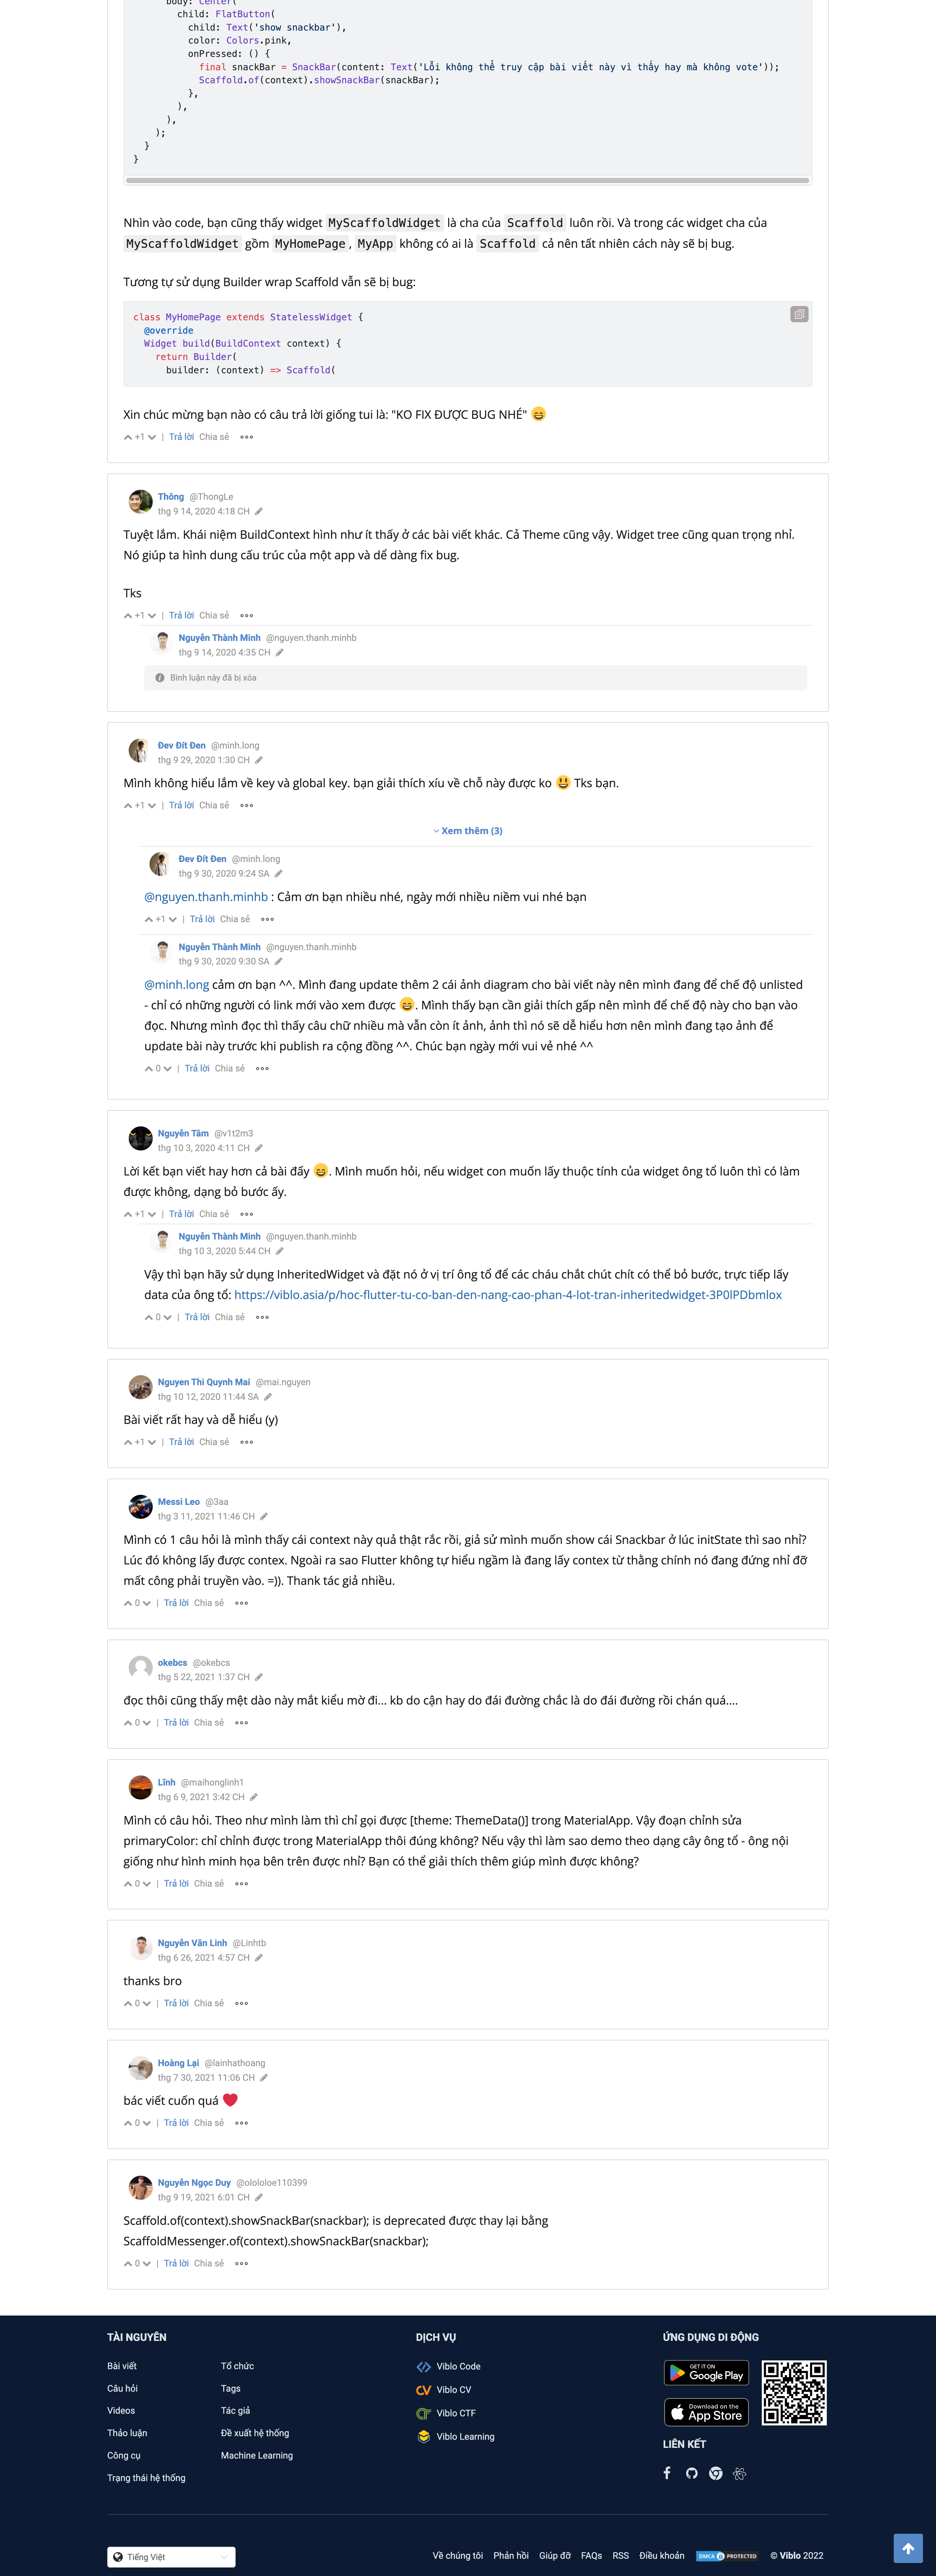 body: Center(
child: FlatButton(
child: Text('show snackbar'),
color: Colors.pink,
onPressed: () {
final snackBar = SnackBar(content: Text('Lỗi không thể truy cập bài viết này vì thấy hay mà không vote'));
Scaffold.of(context).showSnackBar(snackBar);
},
),
),
);
}
}
Nhìn vào code, bạn cũng thấy widget MyScaffoldWidget là cha của Scaffold luôn rồi. Và trong các widget cha của
MyScaffoldWidget gồm MyHomePage , MyApp không có ai là Scaffold cả nên tất nhiên cách này sẽ bị bug.
Tương tự sử dụng Builder wrap Scaffold vẫn sẽ bị bug:
class MyHomePage extends StatelessWidget {
@override
Widget build(BuildContext context) {
return Builder(
builder: (context) => Scaffold(
Xin chúc mừng bạn nào có câu trả lời giống tui là: "KO FIX ĐƯỢC BUG NHÉ" 😄
+1 | Trả lời Chia sẻ
Thông @ThongLe
thg 9 14, 2020 4:18 CH
Tuyệt lắm. Khái niệm BuildContext hình như ít thấy ở các bài viết khác. Cả Theme cũng vậy. Widget tree cũng quan trọng nhỉ.
Nó giúp ta hình dung cấu trúc của một app và dễ dàng fix bug.
Tks
+1 | Trả lời Chia sẻ
Nguyễn Thành Minh @nguyen.thanh.minhb
thg 9 14, 2020 4:35 CH
Bình luận này đã bị xóa
Đev Đít Đen @minh.long
thg 9 29, 2020 1:30 CH
Mình không hiểu lắm về key và global key. bạn giải thích xíu về chỗ này được ko 😃 Tks bạn.
+1 | Trả lời Chia sẻ
Xem thêm (3)
Đev Đít Đen @minh.long
thg 9 30, 2020 9:24 SA
@nguyen.thanh.minhb : Cảm ơn bạn nhiều nhé, ngày mới nhiều niềm vui nhé bạn
+1 | Trả lời Chia sẻ
Nguyễn Thành Minh @nguyen.thanh.minhb
thg 9 30, 2020 9:30 SA
@minh.long cảm ơn bạn ^^. Mình đang update thêm 2 cái ảnh diagram cho bài viết này nên mình đang để chế độ unlisted
- chỉ có những người có link mới vào xem được 😄. Mình thấy bạn cần giải thích gấp nên mình để chế độ này cho bạn vào
đọc. Nhưng mình đọc thì thấy câu chữ nhiều mà vẫn còn ít ảnh, ảnh thì nó sẽ dễ hiểu hơn nên mình đang tạo ảnh để
update bài này trước khi publish ra cộng đồng ^^. Chúc bạn ngày mới vui vẻ nhé ^^
0 | Trả lời Chia sẻ
Nguyễn Tâm @v1t2m3
thg 10 3, 2020 4:11 CH
Lời kết bạn viết hay hơn cả bài đấy 😄. Mình muốn hỏi, nếu widget con muốn lấy thuộc tính của widget ông tổ luôn thì có làm
được không, dạng bỏ bước ấy.
+1 | Trả lời Chia sẻ
Nguyễn Thành Minh @nguyen.thanh.minhb
thg 10 3, 2020 5:44 CH
Vậy thì bạn hãy sử dụng InheritedWidget và đặt nó ở vị trí ông tổ để các cháu chắt chút chít có thể bỏ bước, trực tiếp lấy
data của ông tổ: https://viblo.asia/p/hoc-flutter-tu-co-ban-den-nang-cao-phan-4-lot-tran-inheritedwidget-3P0lPDbmlox
0 | Trả lời Chia sẻ
Nguyen Thi Quynh Mai @mai.nguyen
thg 10 12, 2020 11:44 SA
Bài viết rất hay và dễ hiểu (y)
+1 | Trả lời Chia sẻ
Messi Leo @3aa
thg 3 11, 2021 11:46 CH
Mình có 1 câu hỏi là mình thấy cái context này quả thật rắc rồi, giả sử mình muốn show cái Snackbar ở lúc initState thì sao nhỉ?
Lúc đó không lấy được contex. Ngoài ra sao Flutter không tự hiểu ngầm là đang lấy contex từ thằng chính nó đang đứng nhỉ đỡ
mất công phải truyền vào. =)). Thank tác giả nhiều.
0 | Trả lời Chia sẻ
okebcs @okebcs
thg 5 22, 2021 1:37 CH
đọc thôi cũng thấy mệt dào này mắt kiểu mờ đi... kb do cận hay do đái đường chắc là do đái đường rồi chán quá....
0 | Trả lời Chia sẻ
Lĩnh @maihonglinh1
thg 6 9, 2021 3:42 CH
Mình có câu hỏi. Theo như mình làm thì chỉ gọi được [theme: ThemeData()] trong MaterialApp. Vậy đoạn chỉnh sửa
primaryColor: chỉ chỉnh được trong MaterialApp thôi đúng không? Nếu vậy thì làm sao demo theo dạng cây ông tổ - ông nội
giống như hình minh họa bên trên được nhỉ? Bạn có thể giải thích thêm giúp mình được không?
0 | Trả lời Chia sẻ
Nguyễn Văn Linh @Linhtb
thg 6 26, 2021 4:57 CH
thanks bro
0 | Trả lời Chia sẻ
Hoàng Lại @lainhathoang
thg 7 30, 2021 11:06 CH
bác viết cuốn quá ❤️
0 | Trả lời Chia sẻ
Nguyễn Ngọc Duy @olololoe110399
thg 9 19, 2021 6:01 CH
Scaffold.of(context).showSnackBar(snackbar); is deprecated được thay lại bằng
ScaffoldMessenger.of(context).showSnackBar(snackbar);
0 | Trả lời Chia sẻ
TÀI NGUYÊN
Bài viết Tổ chức
Câu hỏi Tags
Videos Tác giả
Thảo luận Đề xuất hệ thống
Công cụ Machine Learning
Trạng thái hệ thống
DỊCH VỤ
Viblo Code
CV Viblo CV
Viblo CTF
Viblo Learning
ỨNG DỤNG DI ĐỘNG
GET IT ON
Google Play
Download on the
App Store
LIÊN KẾT
Tiếng Việt
Về chúng tôi Phản hồi Giúp đỡ FAQs RSS Điều khoản DMCA PROTECTED © Viblo 2022